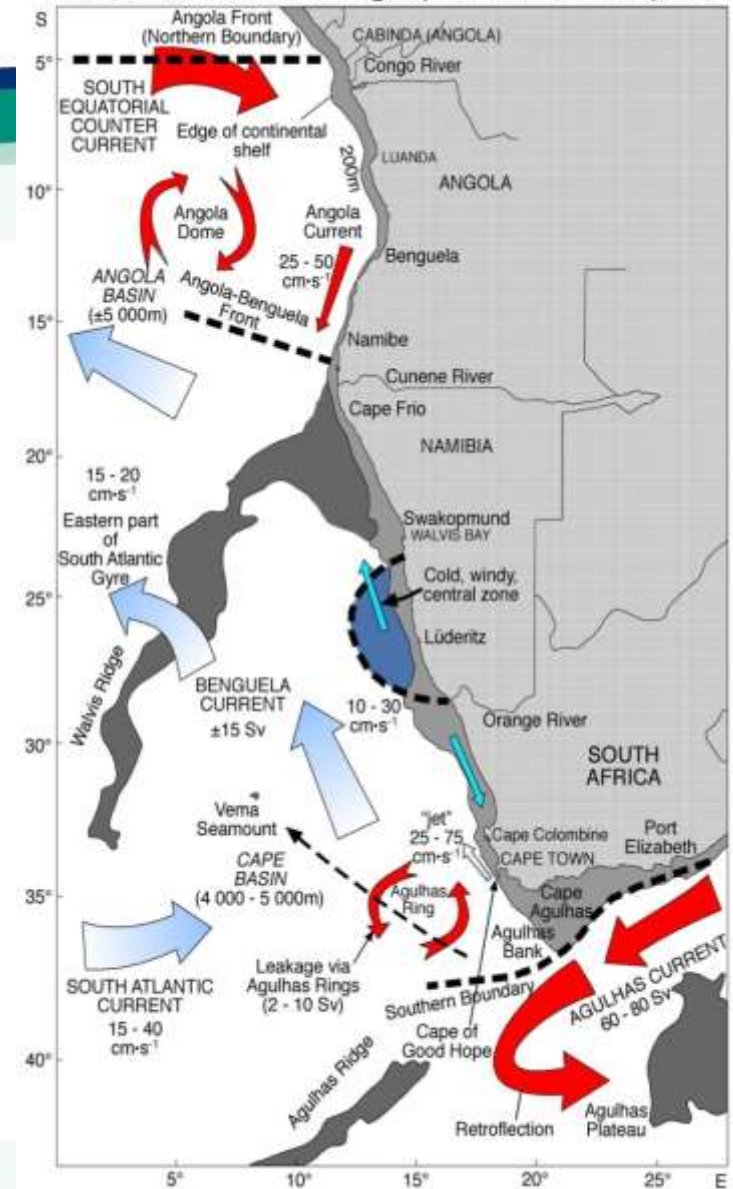 Angola Front
(Northern Boundary)
S
CABINDA (ANGOLA)
5°
Congo River
SOUTH
EQUATORIAL
COUNTER
CURRENT
Edge of continental
shelf
200m
LUANDA
10°
ANGOLA
Angola
Dome
Angola
Current
25 - 50
cm·s⁻¹
Benguela
ANGOLA
BASIN
(±5 000m)
Angola-Benguela
Front
15°
Namibe
Cunene River
Cape Frio
NAMIBIA
20°
15 - 20
cm·s⁻¹
Eastern part
of
South Atlantic
Gyre
Swakopmund
WALVIS BAY
Cold, windy,
central zone
25°
Lüderitz
Walvis Ridge
BENGUELA
CURRENT
±15 Sv
10 - 30
cm·s⁻¹
Orange River
30°
SOUTH
AFRICA
Vema
Seamount
"jet"
25 - 75
cm·s⁻¹
Cape Colombine
CAPE TOWN
Port
Elizabeth
CAPE
BASIN
(4 000 - 5 000m)
35°
Agulhas
Ring
Cape
Agulhas
Agulhas
Bank
Leakage via
Agulhas Rings
(2 - 10 Sv)
SOUTH ATLANTIC
CURRENT
15 - 40
cm·s⁻¹
Southern Boundary
AGULHAS CURRENT
60 - 80 Sv
Cape of
Good Hope
40°
Agulhas Ridge
Retroflection
Agulhas
Plateau
5°
10°
15°
20°
25°
E